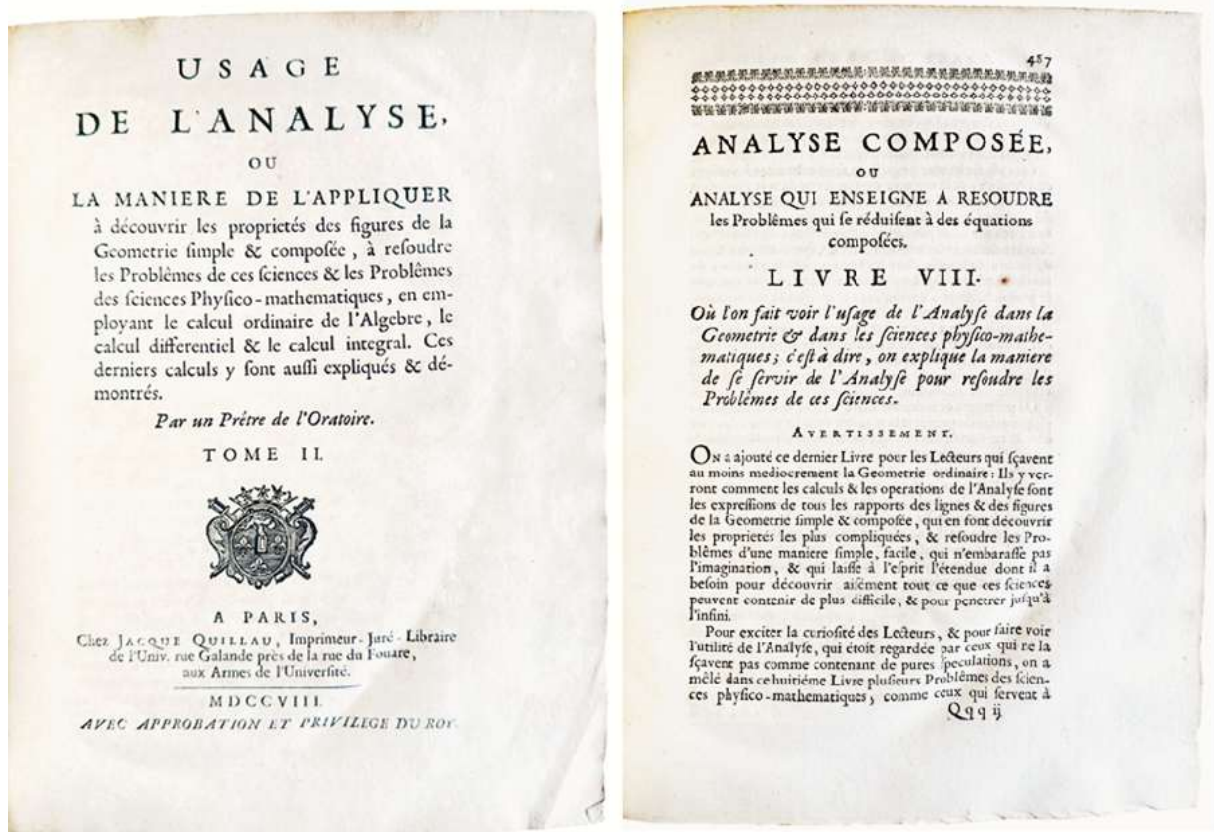 USAGE
DE L'ANALYSE,
OU
LA MANIERE DE L'APPLIQUER
à découvrir les proprietés des figures de la
Geometrie simple & composée, à resoudre
les Problêmes de ces sciences & les Problêmes
des sciences Physico-mathematiques, en em-
ployant le calcul ordinaire de l'Algebre, le
calcul differentiel & le calcul integral. Ces
derniers calculs y sont aussi expliqués & dé-
montrés.
Par un Prêtre de l'Oratoire.
TOME II.
A PARIS,
Chez JACQUE QUILLAU, Imprimeur-Juré-Libraire
de l'Univ. rue Galande près de la rue du Fouare,
aux Armes de l'Université.
MDCCVIII.
AVEC APPROBATION ET PRIVILEGE DU ROY.
487
ANALYSE COMPOSÉE,
OU
ANALYSE QUI ENSEIGNE A RESOUDRE
les Problêmes qui se réduisent à des équations
composées.
LIVRE VIII.
Où l'on fait voir l'usage de l'Analyse dans la
Geometrie & dans les sciences physico-mathe-
matiques; c'est à dire, on explique la maniere
de se servir de l'Analyse pour resoudre les
Problêmes de ces sciences.
AVERTISSEMENT.
ON a ajouté ce dernier Livre pour les Lecteurs qui sçavent
au moins mediocrement la Geometrie ordinaire: Ils y ver-
ront comment les calculs & les operations de l'Analyse sont
les expressions de tous les rapports des lignes & des figures
de la Geometrie simple & composée, qui en font découvrir
les proprietés les plus compliquées, & resoudre les Pro-
blêmes d'une maniere simple, facile, qui n'embarasse pas
l'imagination, & qui laisse à l'esprit l'étendue dont il a
besoin pour découvrir aisément tout ce que ces sciences
peuvent contenir de plus difficile, & pour penetrer jusqu'à
l'infini.
Pour exciter la curiosité des Lecteurs, & pour faire voir
l'utilité de l'Analyse, qui étoit regardée par ceux qui ne la
sçavent pas comme contenant de pures speculations, on a
mêlé dans ce huitiéme Livre plusieurs Problêmes des scien-
ces physico-mathematiques, comme ceux qui servent à
Qqq ij